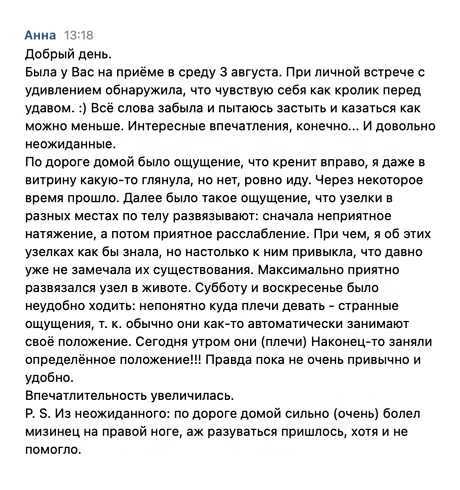 Анна 13:18
Добрый день.
Была у Вас на приёме в среду 3 августа. При личной встрече с
удивлением обнаружила, что чувствую себя как кролик перед
удавом. :) Всё слова забыла и пытаюсь застыть и казаться как
можно меньше. Интересные впечатления, конечно... И довольно
неожиданные.
По дороге домой было ощущение, что кренит вправо, я даже в
витрину какую-то глянула, но нет, ровно иду. Через некоторое
время прошло. Далее было такое ощущение, что узелки в
разных местах по телу развязывают: сначала неприятное
натяжение, а потом приятное расслабление. При чем, я об этих
узелках как бы знала, но настолько к ним привыкла, что давно
уже не замечала их существования. Максимально приятно
развязался узел в животе. Субботу и воскресенье было
неудобно ходить: непонятно куда плечи девать - странные
ощущения, т. к. обычно они как-то автоматически занимают
своё положение. Сегодня утром они (плечи) Наконец-то заняли
определённое положение!!! Правда пока не очень привычно и
удобно.
Впечатлительность увеличилась.
P. S. Из неожиданного: по дороге домой сильно (очень) болел
мизинец на правой ноге, аж разуваться пришлось, хотя и не
помогло.